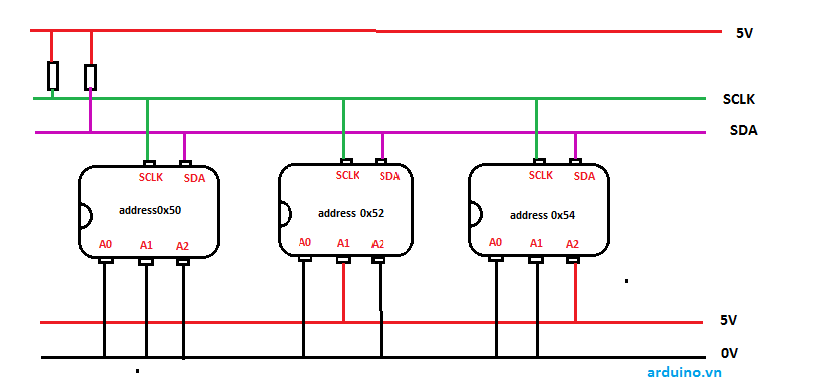 5V
SCLK
SDA
SCLK SDA
SCLK SDA
SCLK SDA
address0x50
address 0x52
address 0x54
A0 A1 A2
A0 A1 A2
A0 A1 A2
5V
0V
arduino.vn